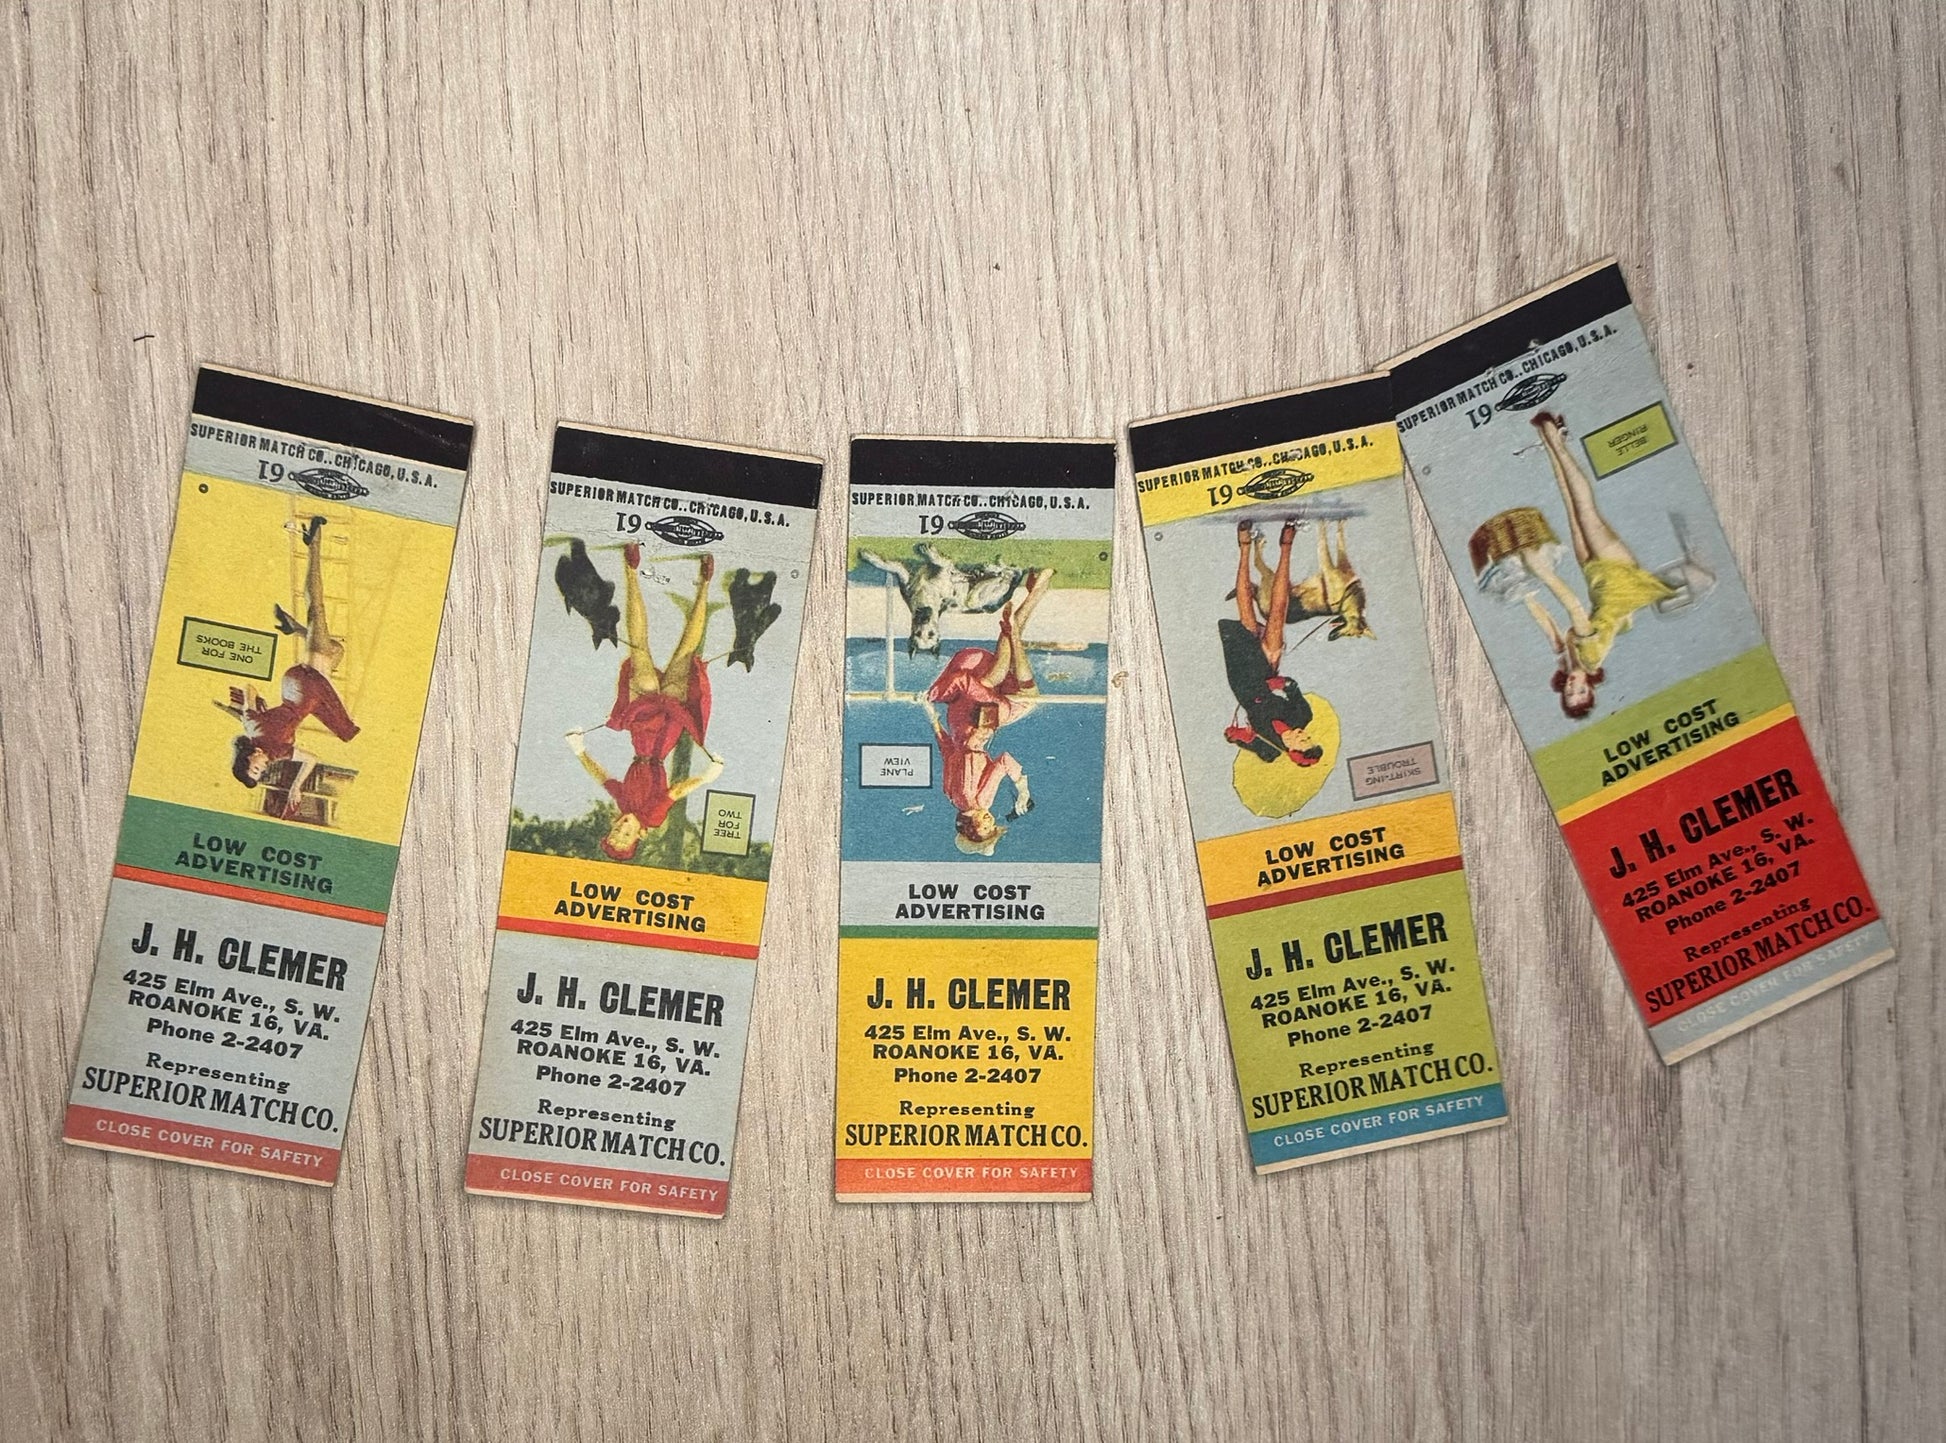 SUPERIOR MATCH CO., CHICAGO, U.S.A.
61
ONE FOR
THE BOOKS
LOW COST
ADVERTISING
J. H. CLEMER
425 Elm Ave., S. W.
ROANOKE 16, VA.
Phone 2-2407
Representing
SUPERIOR MATCH CO.
CLOSE COVER FOR SAFETY
SUPERIOR MATCH CO., CHICAGO, U.S.A.
61
TREE
FOR
TWO
LOW COST
ADVERTISING
J. H. CLEMER
425 Elm Ave., S. W.
ROANOKE 16, VA.
Phone 2-2407
Representing
SUPERIOR MATCH CO.
CLOSE COVER FOR SAFETY
SUPERIOR MATCH CO., CHICAGO, U.S.A.
61
PLANE
VIEW
LOW COST
ADVERTISING
J. H. CLEMER
425 Elm Ave., S. W.
ROANOKE 16, VA.
Phone 2-2407
Representing
SUPERIOR MATCH CO.
CLOSE COVER FOR SAFETY
SUPERIOR MATCH CO., CHICAGO, U.S.A.
61
SKIRT-ING
TROUBLE
LOW COST
ADVERTISING
J. H. CLEMER
425 Elm Ave., S. W.
ROANOKE 16, VA.
Phone 2-2407
Representing
SUPERIOR MATCH CO.
CLOSE COVER FOR SAFETY
SUPERIOR MATCH CO., CHICAGO, U.S.A.
61
BELLE
RINGER
LOW COST
ADVERTISING
J. H. CLEMER
425 Elm Ave., S. W.
ROANOKE 16, VA.
Phone 2-2407
Representing
SUPERIOR MATCH CO.
CLOSE COVER FOR SAFETY